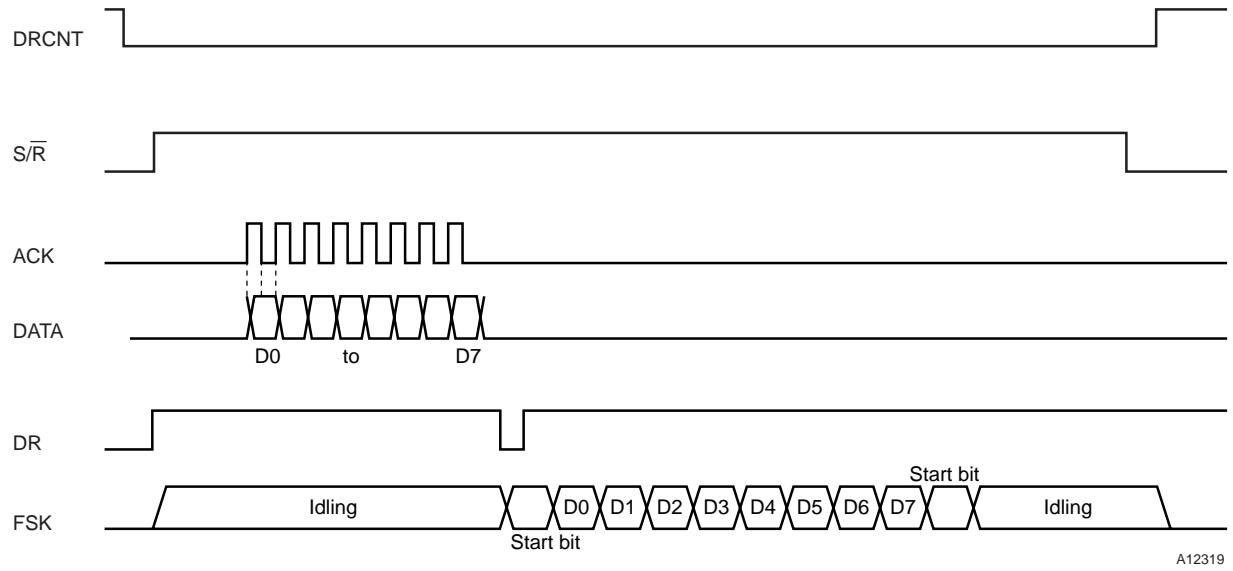 DRCNT
S/R̅
ACK
DATA
D0 to D7
DR
Start bit
FSK
Idling D0 D1 D2 D3 D4 D5 D6 D7 Idling
Start bit
A12319